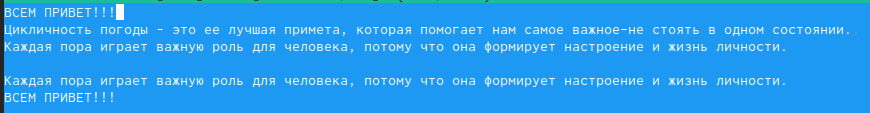 ВСЕМ ПРИВЕТ!!!
Цикличность погоды - это ее лучшая примета, которая помогает нам самое важное-не стоять в одном состоянии.
Каждая пора играет важную роль для человека, потому что она формирует настроение и жизнь личности.
Каждая пора играет важную роль для человека, потому что она формирует настроение и жизнь личности.
ВСЕМ ПРИВЕТ!!!